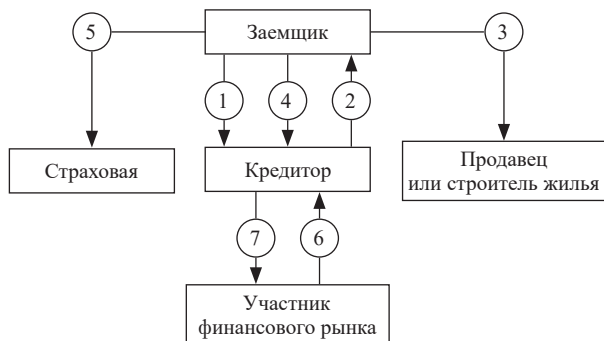 5
Заемщик
3
1
4
2
Страховая
Кредитор
Продавец
или строитель жилья
7
6
Участник
финансового рынка